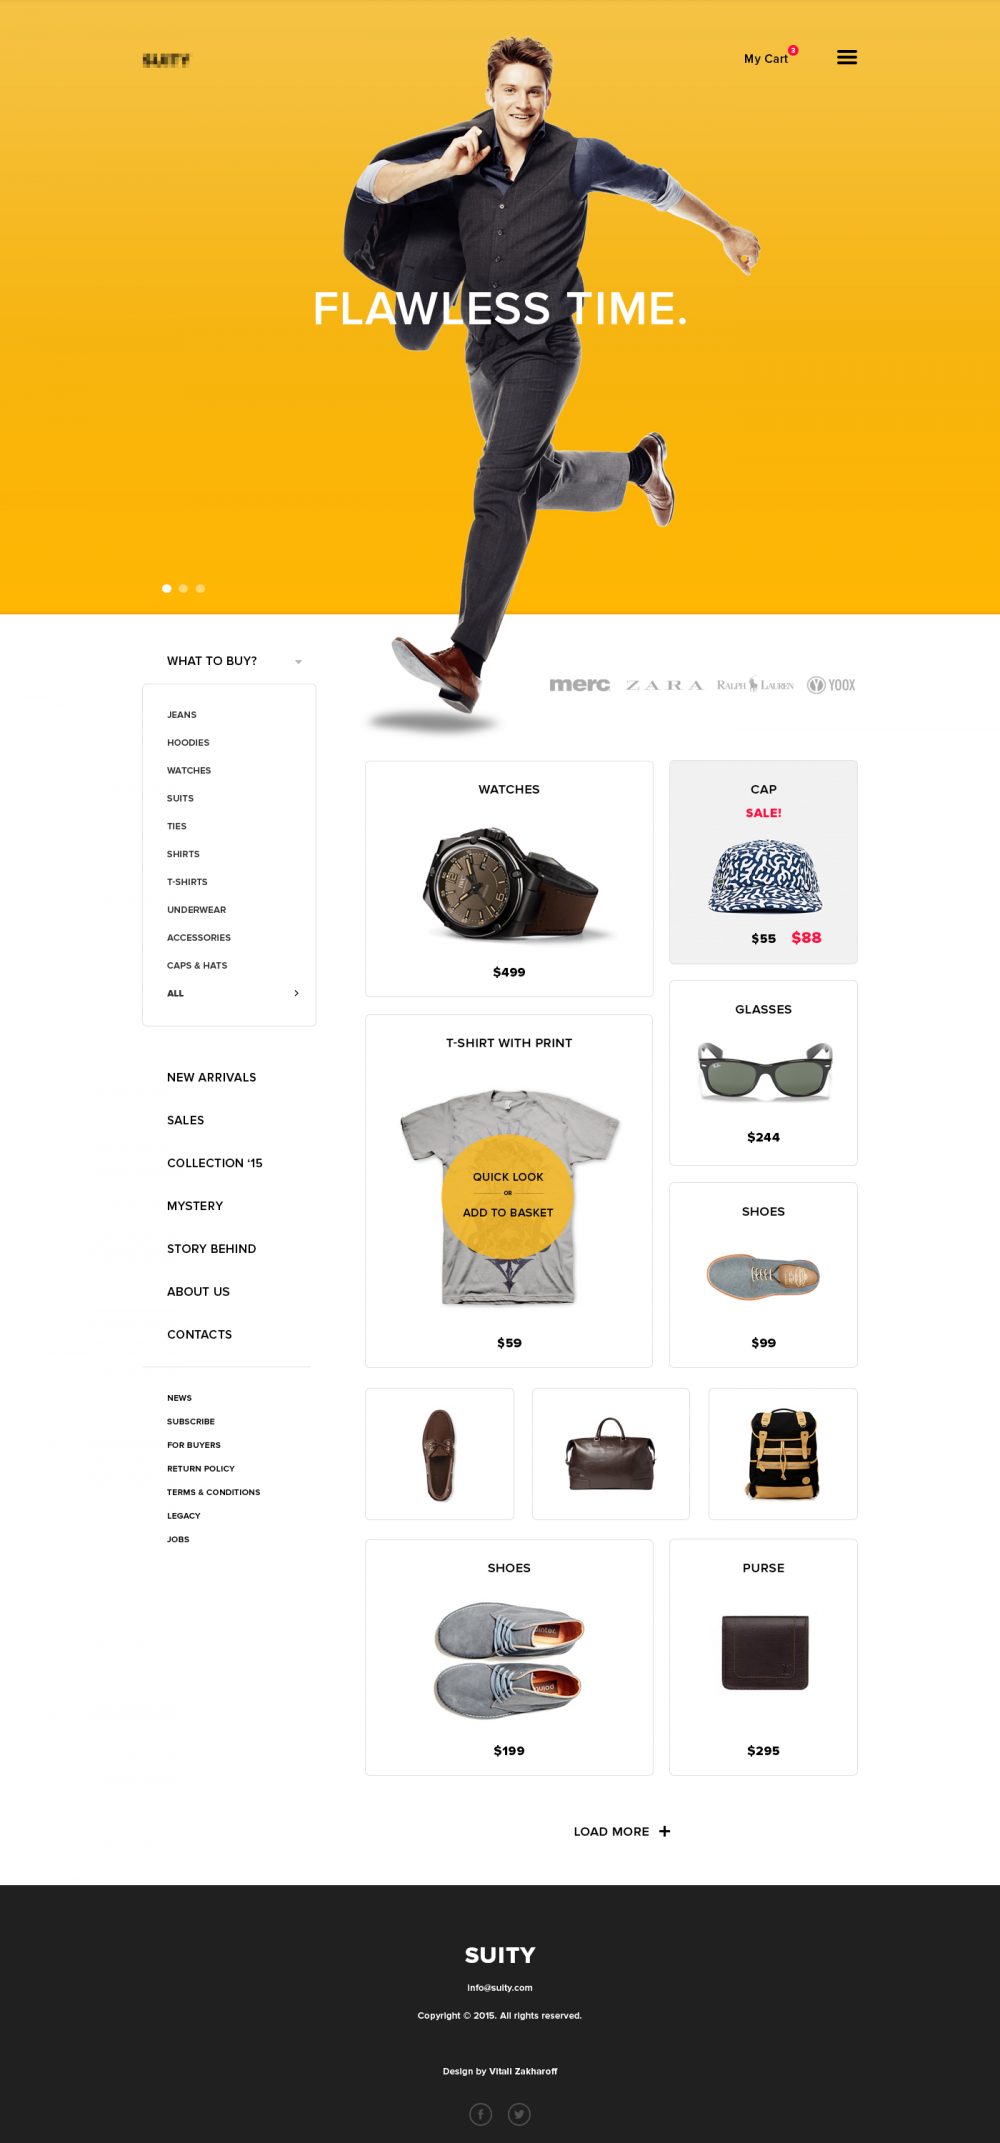 SUITY
My Cart 3
FLAWLESS TIME.
WHAT TO BUY?
JEANS
HOODIES
WATCHES
SUITS
TIES
SHIRTS
T-SHIRTS
UNDERWEAR
ACCESSORIES
CAPS & HATS
ALL
NEW ARRIVALS
SALES
COLLECTION ‘15
MYSTERY
STORY BEHIND
ABOUT US
CONTACTS
NEWS
SUBSCRIBE
FOR BUYERS
RETURN POLICY
TERMS & CONDITIONS
LEGACY
JOBS
merc ZARA RALPH LAUREN YOOX
WATCHES
$499
CAP
SALE!
$55 $88
T-SHIRT WITH PRINT
QUICK LOOK
OR
ADD TO BASKET
$59
GLASSES
$244
SHOES
$99
SHOES
pointer.
pointer.
$199
PURSE
$295
LOAD MORE +
SUITY
info@suity.com
Copyright © 2015. All rights reserved.
Design by Vitali Zakharoff